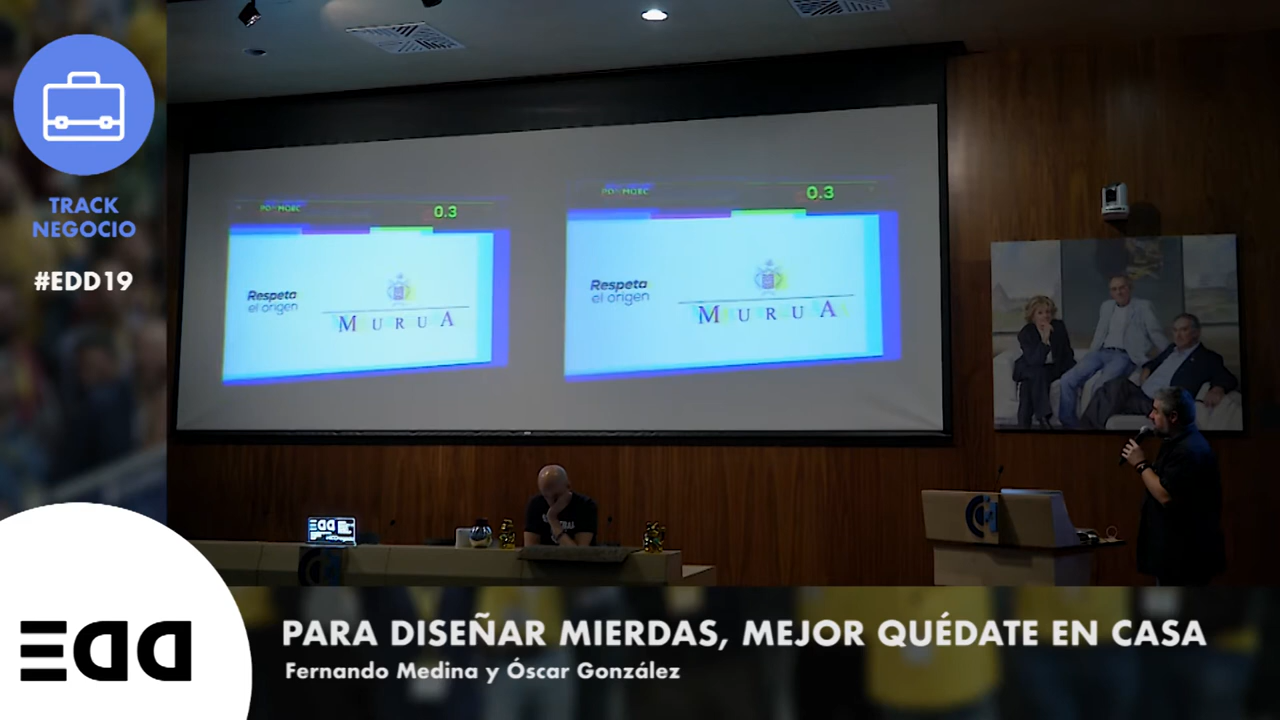 TRACK
NEGOCIO
#EDD19
0.3
0.3
Respeta
el origen
MURUA
Respeta
el origen
MURUA
EDD
EDD
PARA DISEÑAR MIERDAS, MEJOR QUÉDATE EN CASA
Fernando Medina y Óscar González